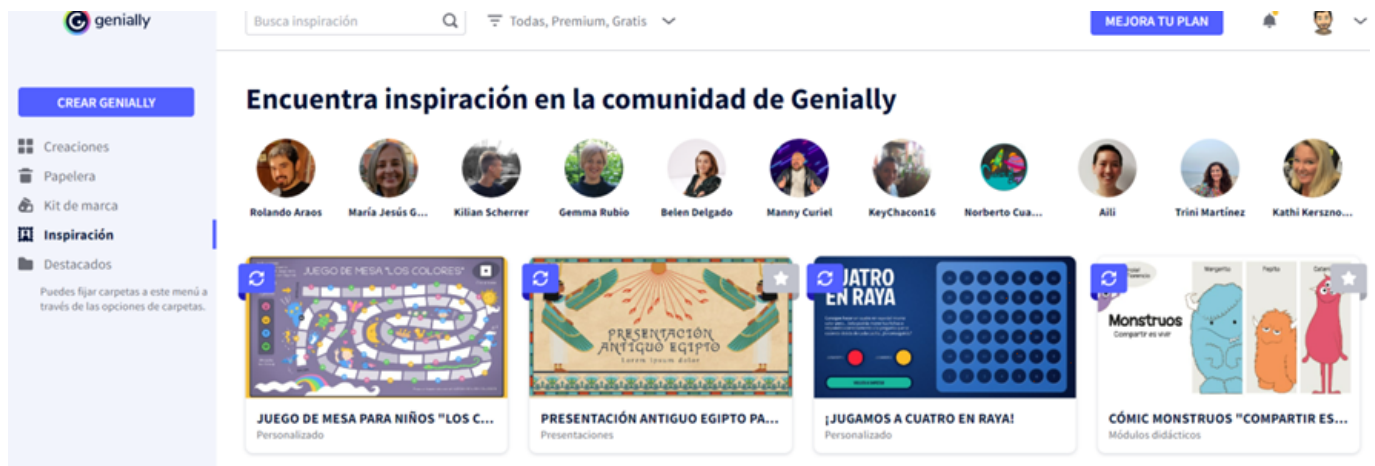 genially
Busca inspiración
Todas, Premium, Gratis
MEJORA TU PLAN
CREAR GENIALLY
Creaciones
Papelera
Kit de marca
Inspiración
Destacados
Puedes fijar carpetas a este menú a
través de las opciones de carpetas.
Encuentra inspiración en la comunidad de Genially
Rolando Araos
María Jesús G...
Kilian Scherrer
Gemma Rubio
Belen Delgado
Manny Curiel
KeyChacon16
Norberto Cua...
Aili
Trini Martínez
Kathi Kerszno...
JUEGO DE MESA "LOS COLORES"
PRESENTACIÓN
ANTIGUO EGIPTO
Lorem ipsum dolor
EN RAYA
Margarita
Pepito
Monstruos
Compartir es vivir
JUEGO DE MESA PARA NIÑOS "LOS C...
Personalizado
PRESENTACIÓN ANTIGUO EGIPTO PA...
Presentaciones
¡JUGAMOS A CUATRO EN RAYA!
Personalizado
CÓMIC MONSTRUOS "COMPARTIR ES...
Módulos didácticos